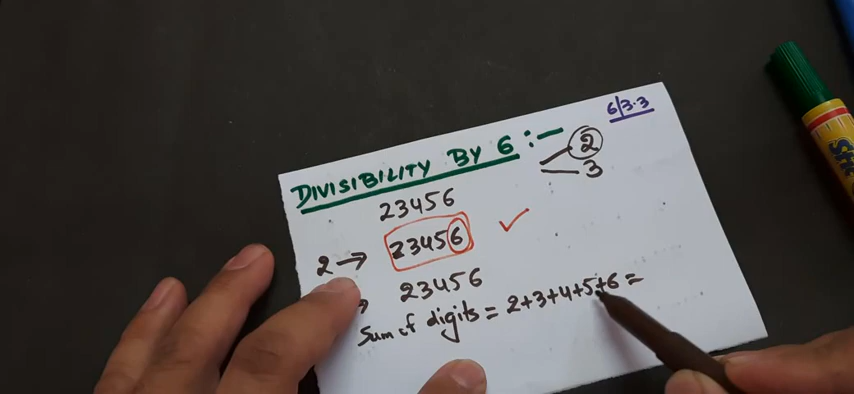 6/3.3
DIVISIBILITY BY 6 :-
2
3
23456
2 → 23456 ✓
→ 23456
Sum of digits = 2+3+4+5+6 =